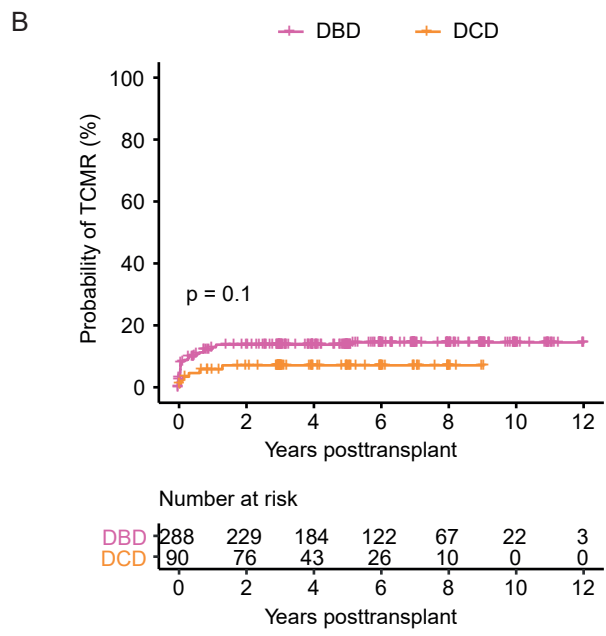 B
DBD DCD
Probability of TCMR (%)
100
80
60
40
20
0
p = 0.1
0 2 4 6 8 10 12
Years posttransplant
Number at risk
DBD 288 229 184 122 67 22 3
DCD 90 76 43 26 10 0 0
0 2 4 6 8 10 12
Years posttransplant